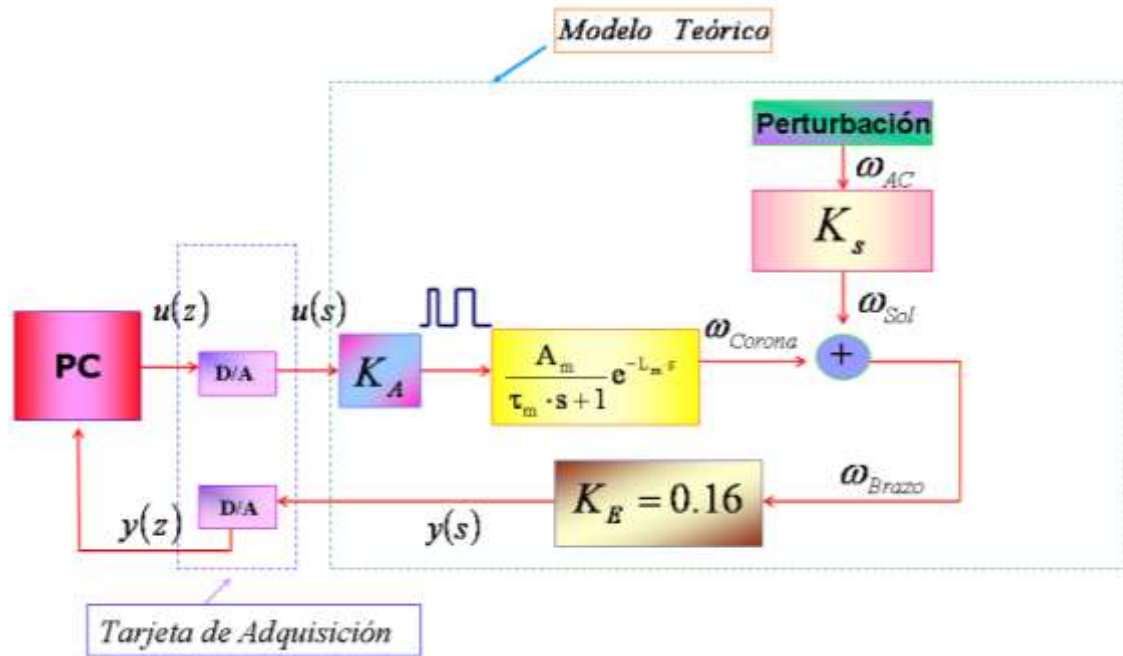 Modelo Teórico
Perturbación
ω_AC
K_s
ω_Sol
u(z)
u(s)
ω_Corona
+
PC
D/A
K_A
A_m
τ_m · s + 1
e^{-L_m s}
ω_Brazo
D/A
K_E = 0.16
y(z)
y(s)
Tarjeta de Adquisición